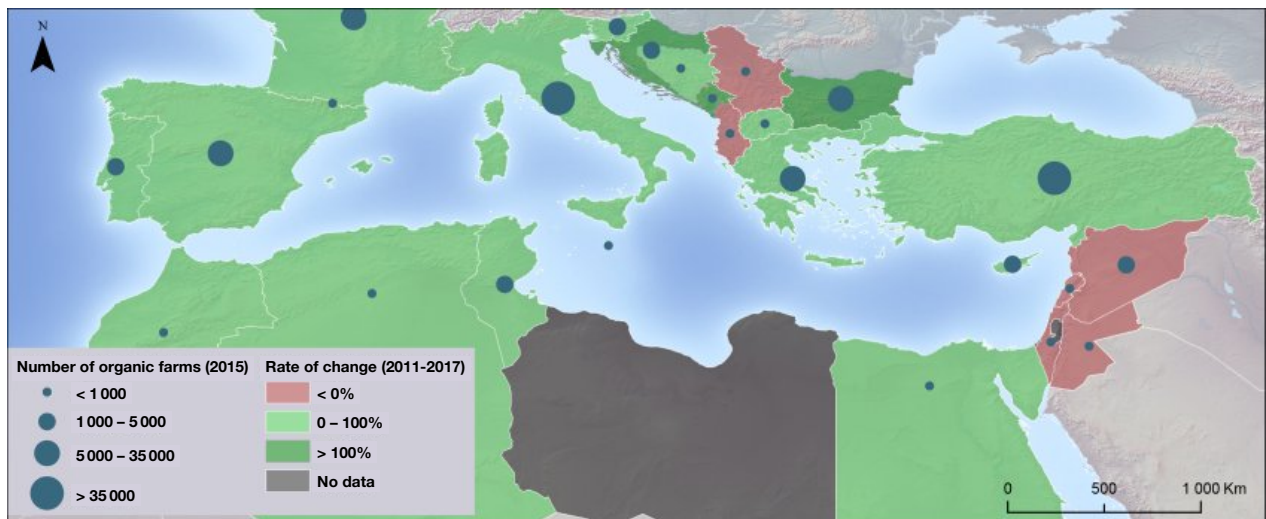 N
Number of organic farms (2015)
< 1 000
1 000 – 5 000
5 000 – 35 000
> 35 000
Rate of change (2011-2017)
< 0%
0 – 100%
> 100%
No data
0 500 1 000 Km